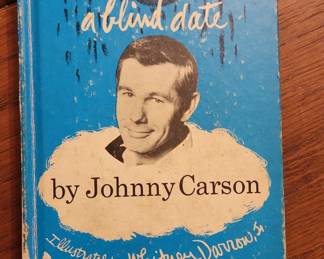 a blind date
by Johnny Carson
Illustrated by Whitney Darrow, Jr.